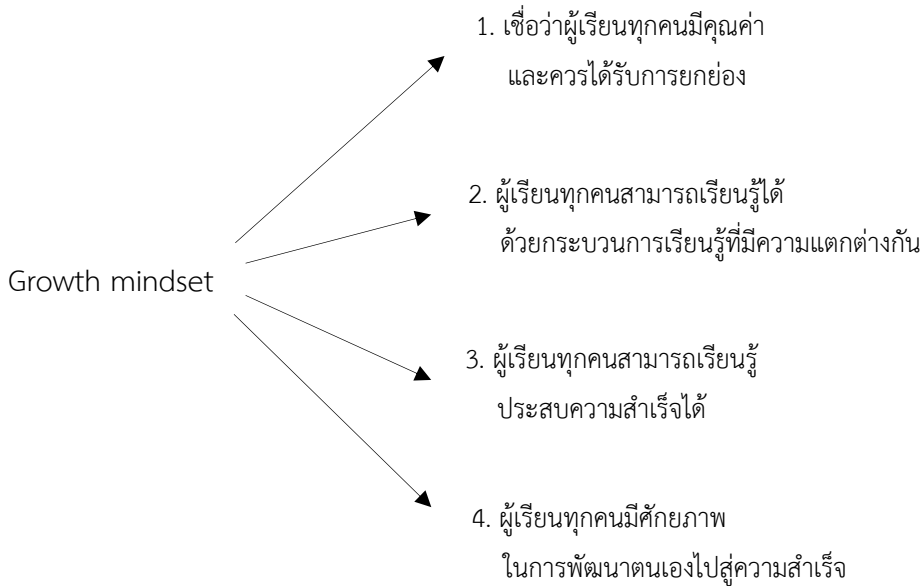 1. เชื่อว่าผู้เรียนทุกคนมีคุณค่า
และควรได้รับการยกย่อง
2. ผู้เรียนทุกคนสามารถเรียนรู้ได้
ด้วยกระบวนการเรียนรู้ที่มีความแตกต่างกัน
Growth mindset
3. ผู้เรียนทุกคนสามารถเรียนรู้
ประสบความสำเร็จได้
4. ผู้เรียนทุกคนมีศักยภาพ
ในการพัฒนาตนเองไปสู่ความสำเร็จ